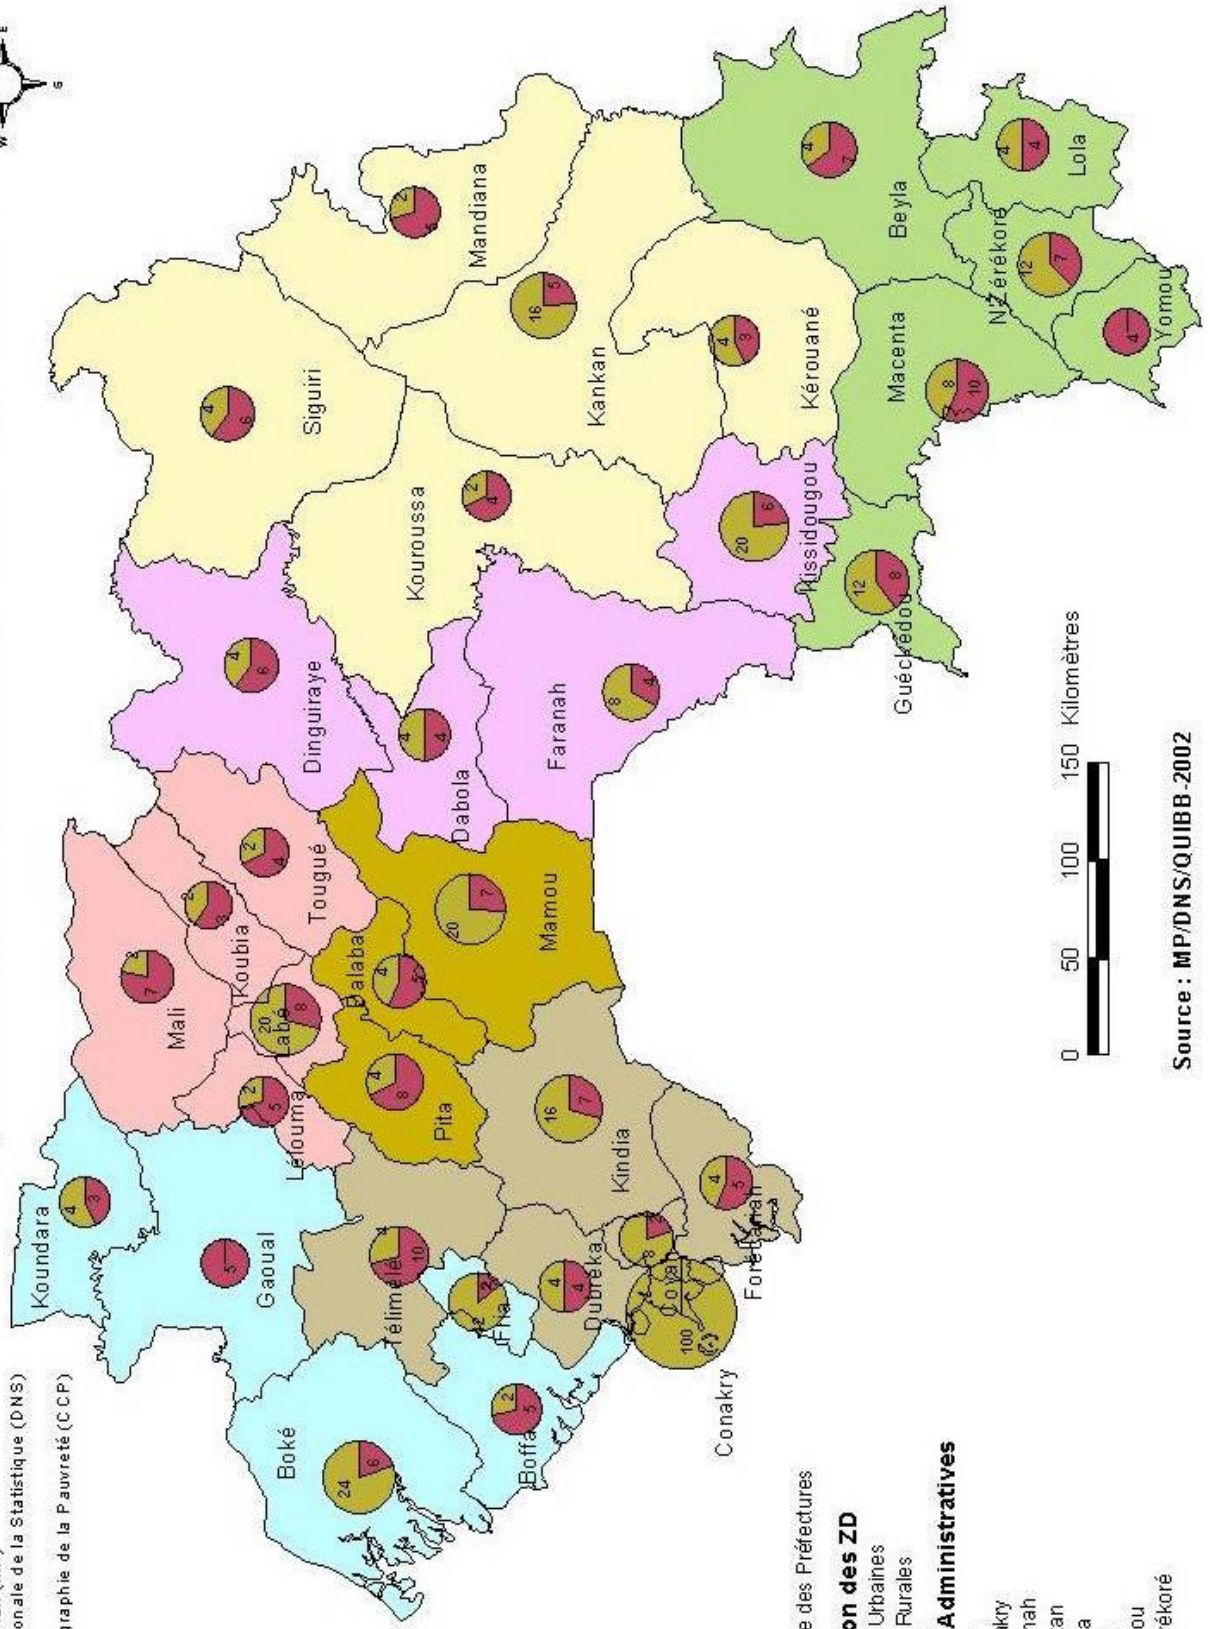 onale de la Statistique (DNS)
graphie de la Pauvreté (CCP)
W
E
S
Koundara
4
3
Gaoual
5
Boké
24
6
Boffa
2
5
Fria
12
2
Télimélé
4
10
Dubréka
4
4
Coyah
8
2
Conakry
100
Forécariah
4
5
Kindia
16
7
Mali
2
7
Koubia
2
3
Tougué
2
4
Labé
20
8
Lélouma
2
5
Pita
4
8
Dalaba
4
5
Mamou
20
7
Dinguiraye
4
6
Dabola
4
4
Faranah
8
4
Kissidougou
20
6
Siguiri
4
6
Kouroussa
2
4
Mandiana
2
5
Kankan
16
5
Kérouané
4
3
Beyla
4
7
Macenta
8
10
Guéckédou
12
8
N'Zérékoré
12
7
Lola
4
4
Yomou
4
e des Préfectures
on des ZD
Urbaines
Rurales
Administratives
akry
nah
an
a
ou
rékoré
0 50 100 150 Kilomètres
Source : MP/DNS/QUIBB-2002